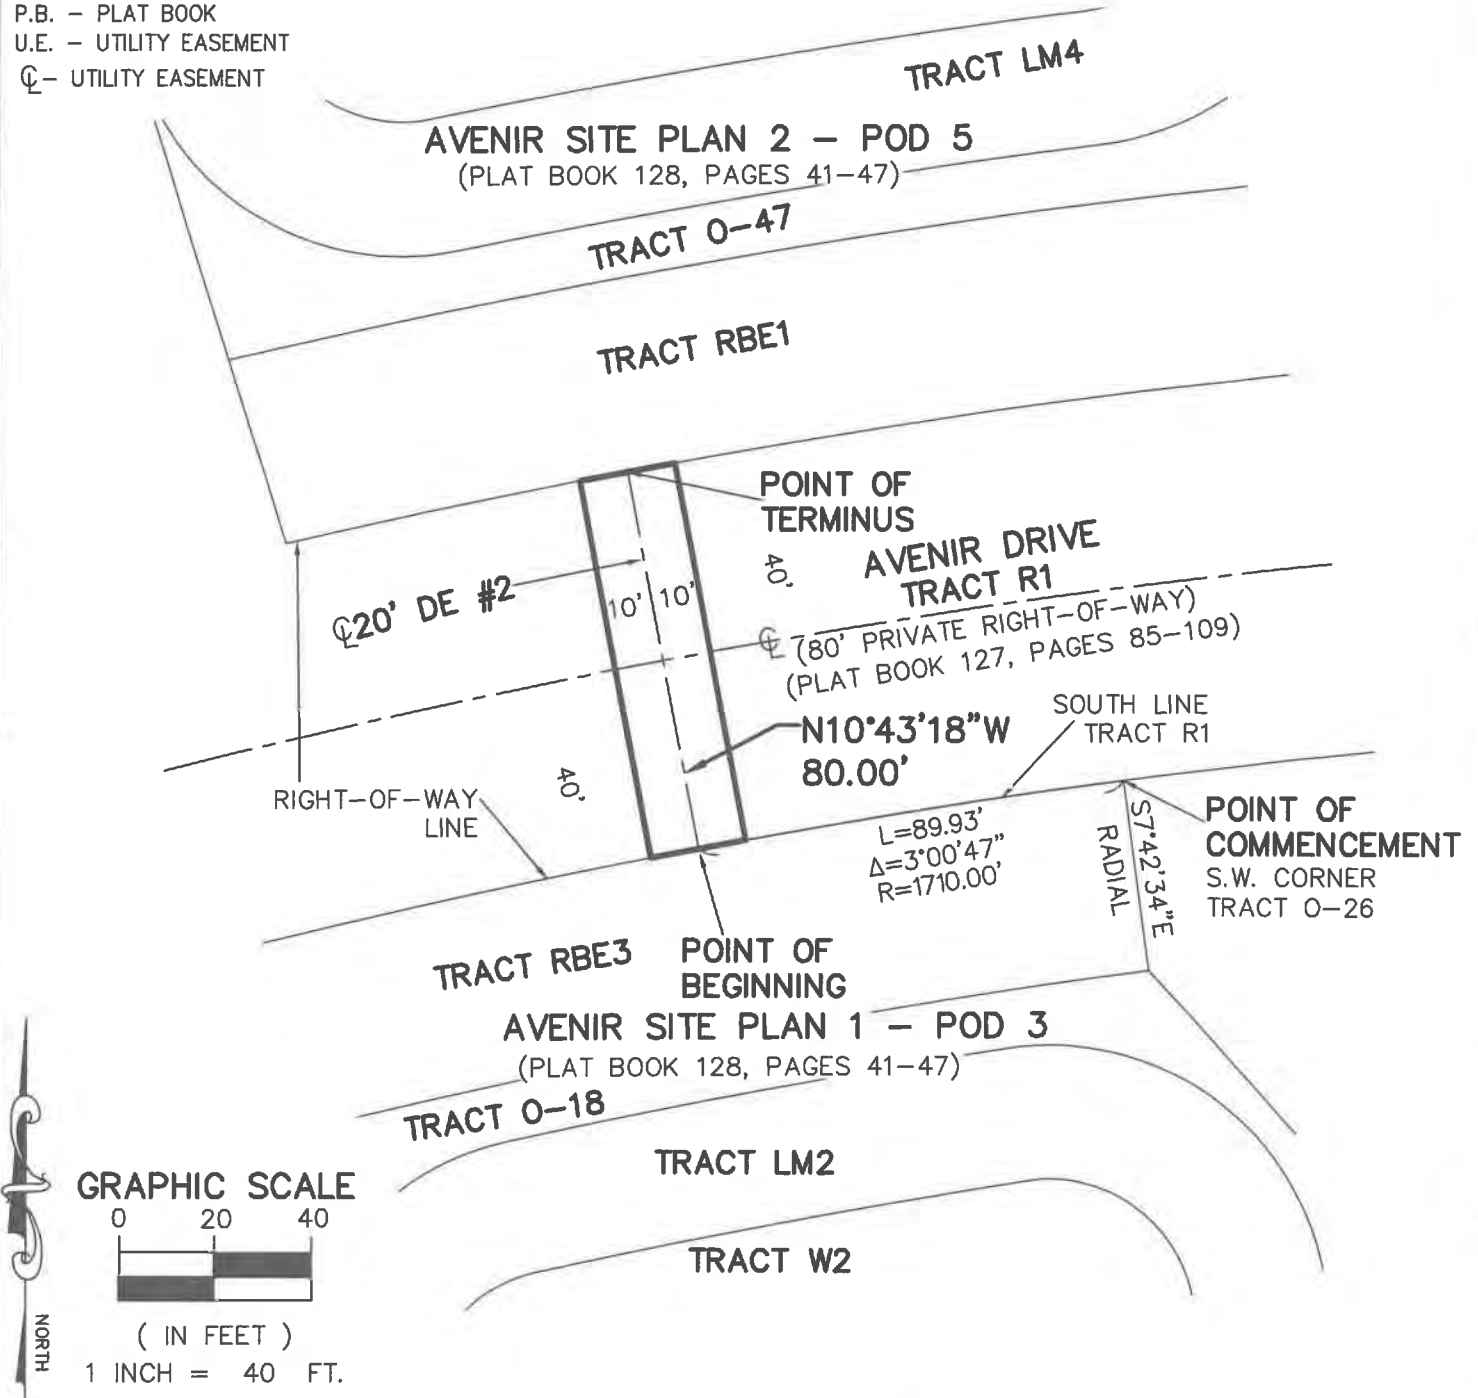 P.B. – PLAT BOOK
U.E. – UTILITY EASEMENT
℄– UTILITY EASEMENT
TRACT LM4
AVENIR SITE PLAN 2 – POD 5
(PLAT BOOK 128, PAGES 41–47)
TRACT O–47
TRACT RBE1
POINT OF
TERMINUS
40'
AVENIR DRIVE
TRACT R1
℄ (80' PRIVATE RIGHT–OF–WAY)
(PLAT BOOK 127, PAGES 85–109)
℄20' DE #2
10' 10'
N10°43'18"W
80.00'
SOUTH LINE
TRACT R1
40'
RIGHT–OF–WAY
LINE
L=89.93'
Δ=3°00'47"
R=1710.00'
S7°42'34"E
RADIAL
POINT OF
COMMENCEMENT
S.W. CORNER
TRACT O–26
TRACT RBE3
POINT OF
BEGINNING
AVENIR SITE PLAN 1 – POD 3
(PLAT BOOK 128, PAGES 41–47)
TRACT O–18
TRACT LM2
TRACT W2
GRAPHIC SCALE
0 20 40
( IN FEET )
1 INCH = 40 FT.
NORTH